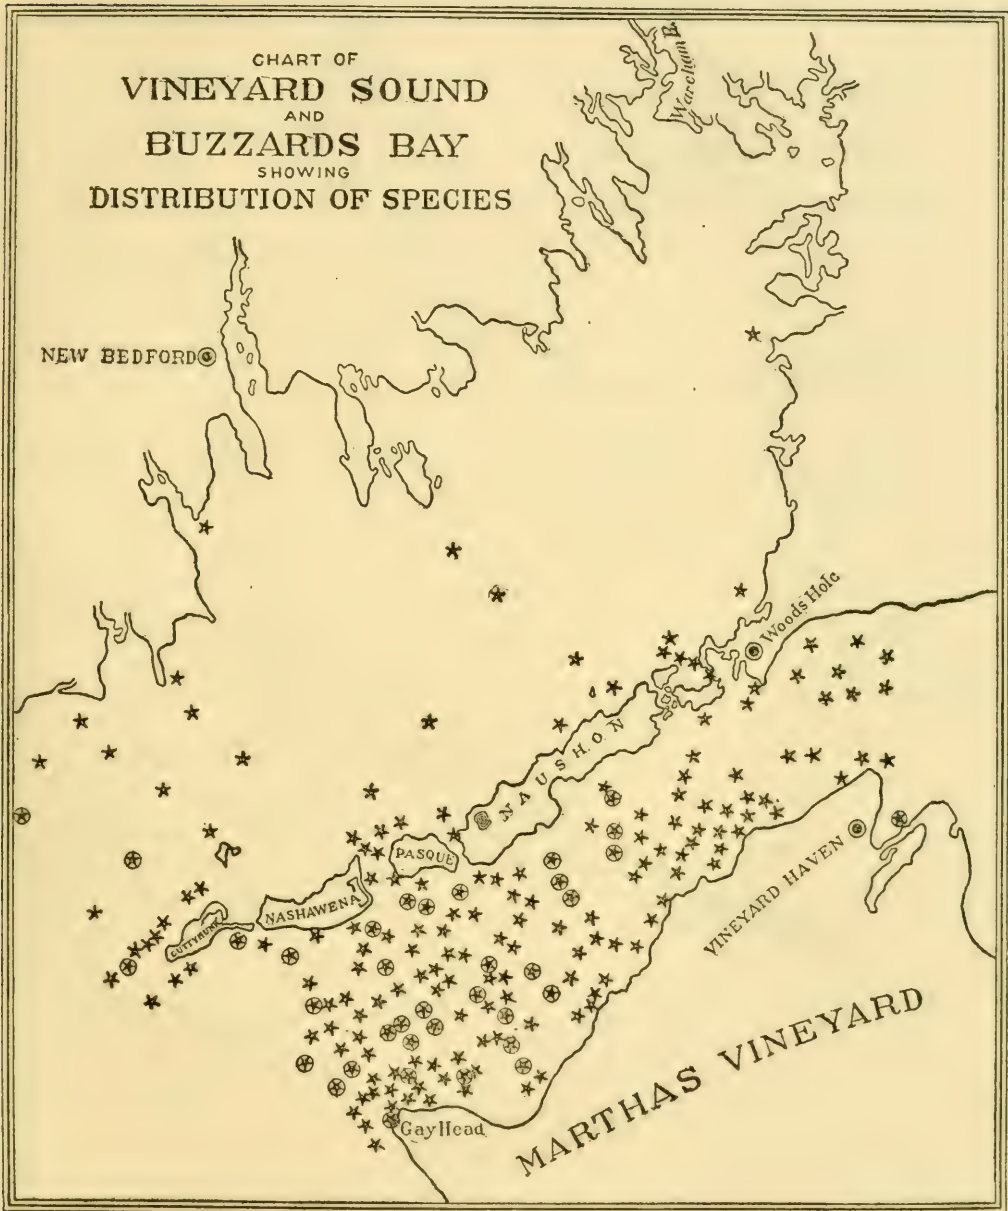 CHART OF
VINEYARD SOUND
AND
BUZZARDS BAY
SHOWING
DISTRIBUTION OF SPECIES
Wareham R.
NEW BEDFORD
Woods Hole
NAUSHON
PASQUE
NASHAWENA
CUTTYHUNK
VINEYARD HAVEN
MARTHAS VINEYARD
Gay Head